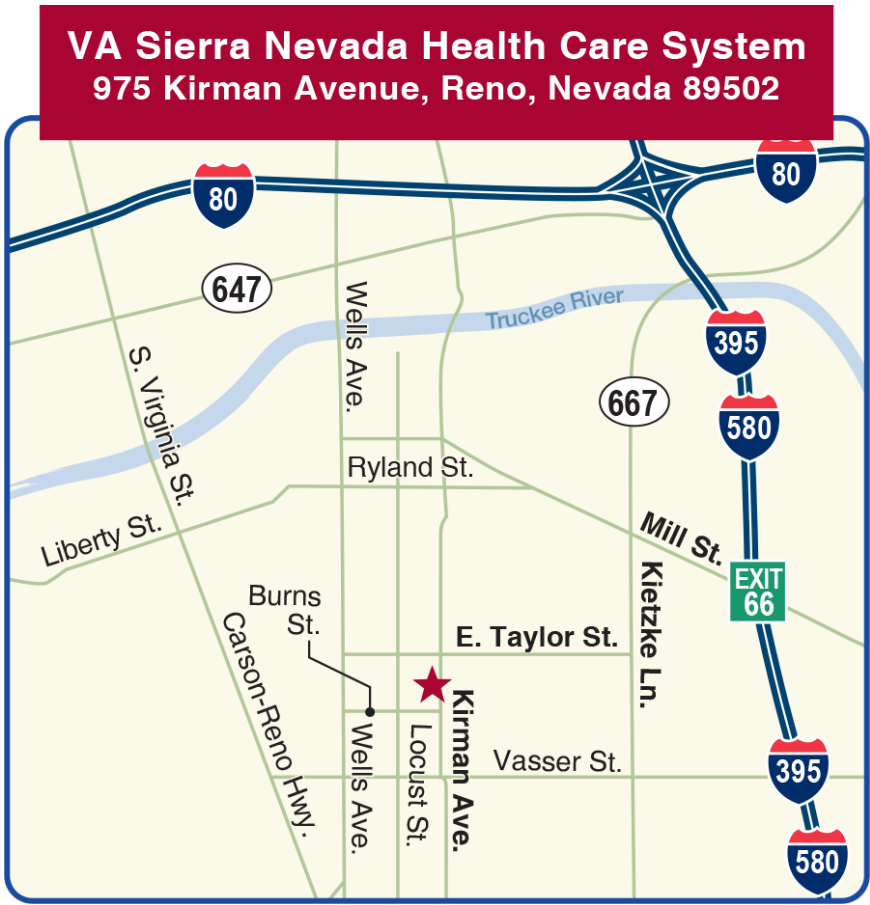 VA Sierra Nevada Health Care System
975 Kirman Avenue, Reno, Nevada 89502
80
80
647
Wells Ave.
Truckee River
395
S. Virginia St.
667
580
Ryland St.
Liberty St.
Mill St.
EXIT
66
Kietzke Ln.
Burns
St.
E. Taylor St.
Carson-Reno Hwy.
Kirman Ave.
Wells Ave.
Locust St.
Vasser St.
395
580